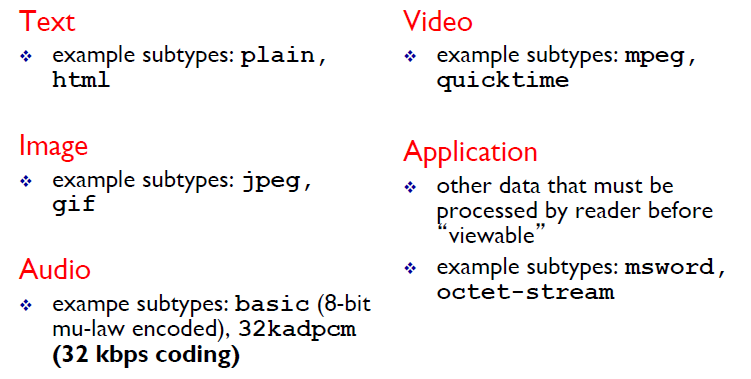 Text
❖ example subtypes: plain,
html
Image
❖ example subtypes: jpeg,
gif
Audio
❖ exampe subtypes: basic (8-bit
mu-law encoded), 32kadpcm
(32 kbps coding)
Video
❖ example subtypes: mpeg,
quicktime
Application
❖ other data that must be
processed by reader before
“viewable”
❖ example subtypes: msword,
octet-stream